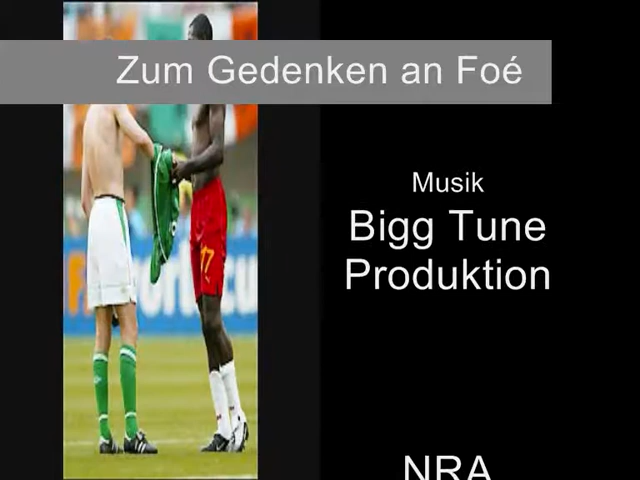 Zum Gedenken an Foé
Musik
Bigg Tune
Produktion
NRA
17